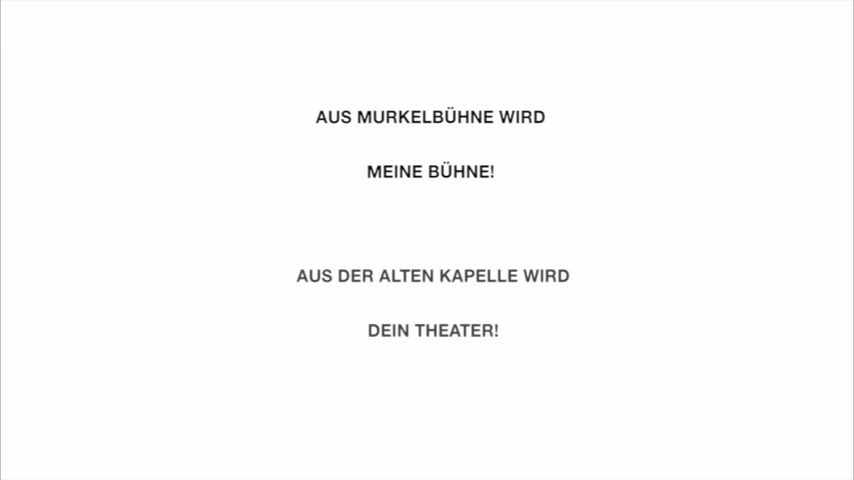 AUS MURKELBÜHNE WIRD
MEINE BÜHNE!
AUS DER ALTEN KAPELLE WIRD
DEIN THEATER!